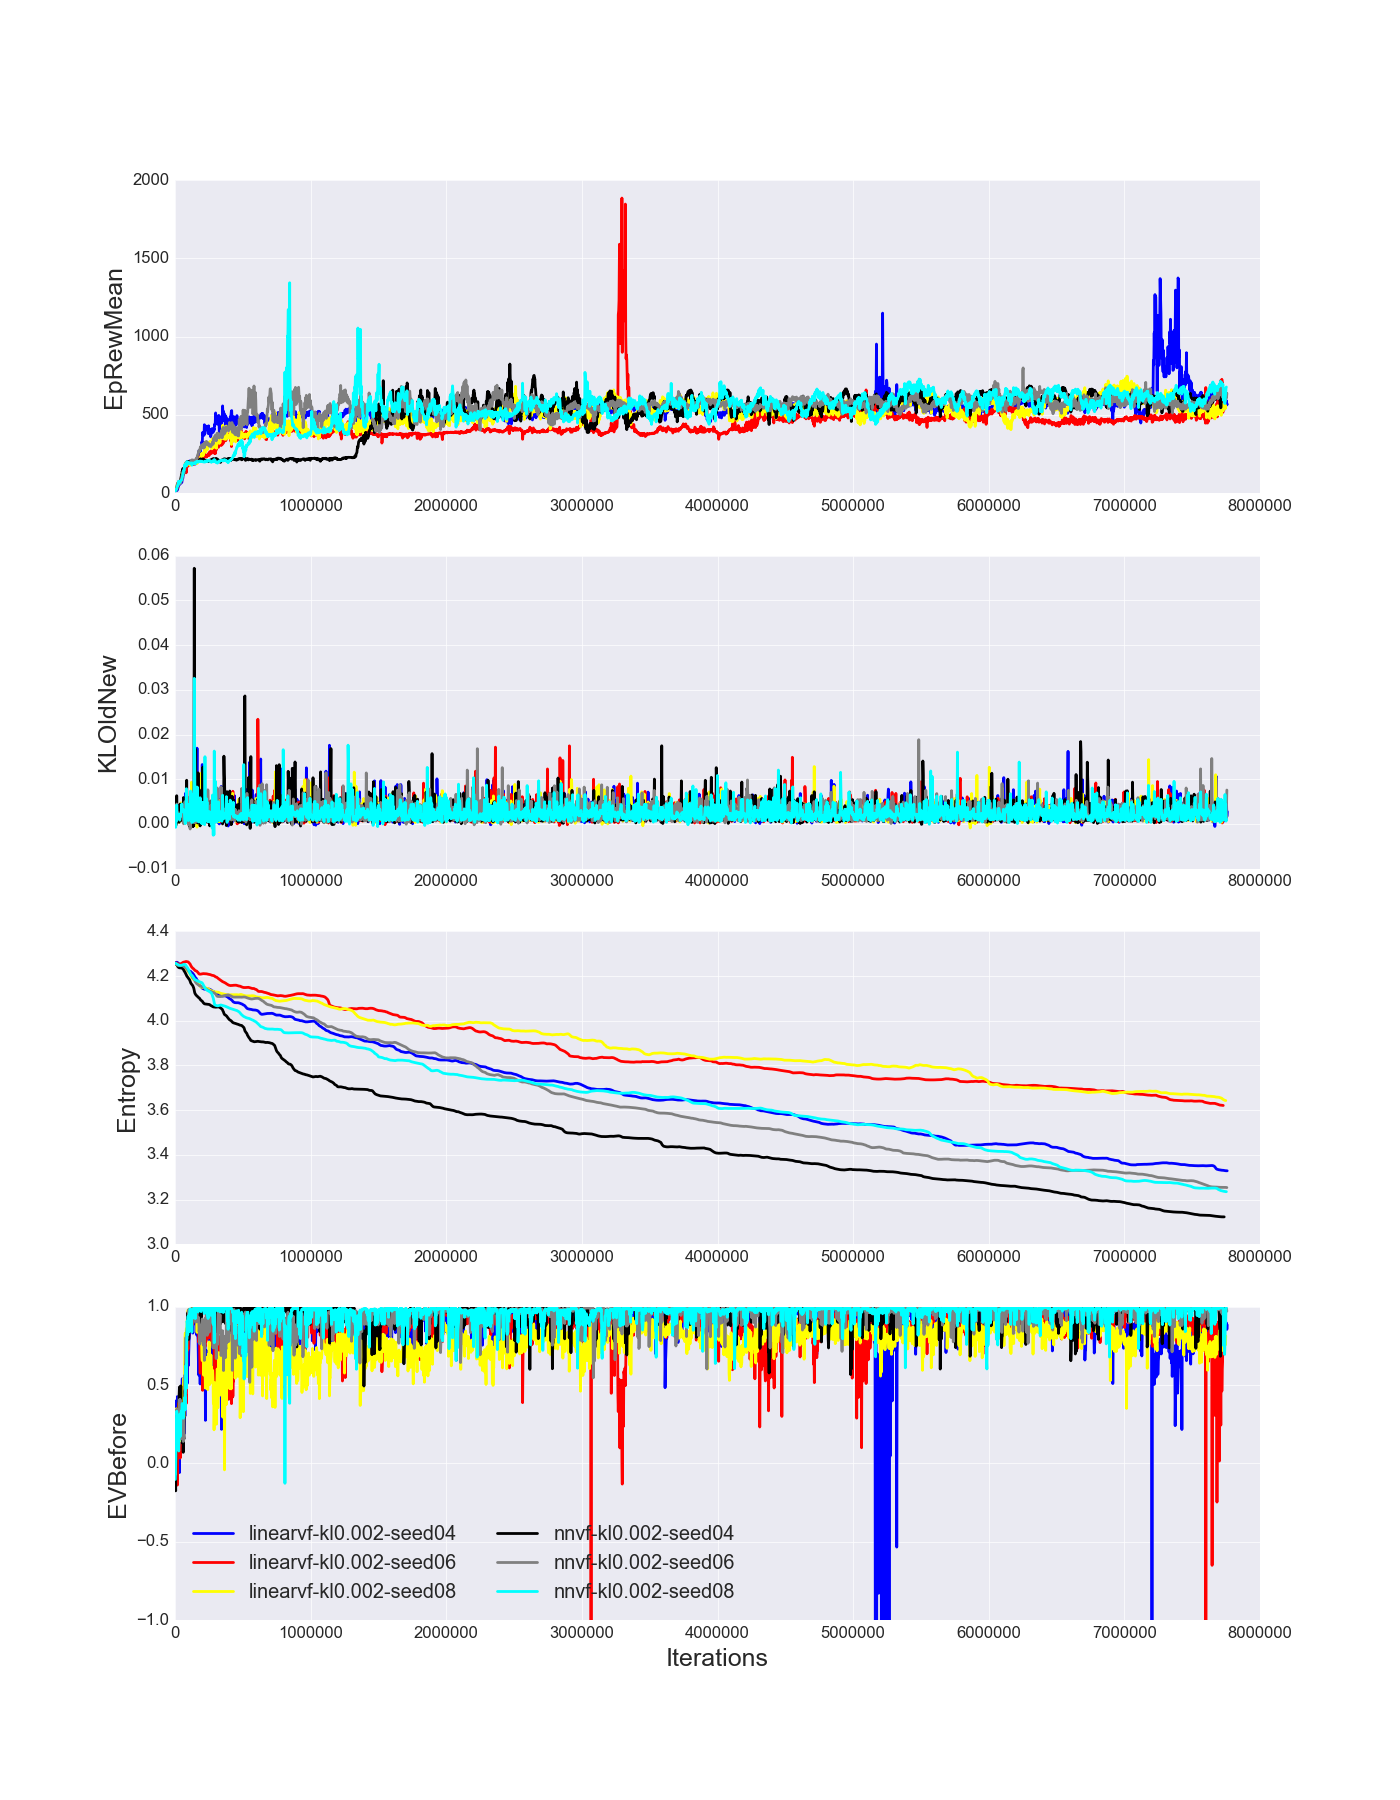 2000
1500
1000
500
0
EpRewMean
0 1000000 2000000 3000000 4000000 5000000 6000000 7000000 8000000
0.06
0.05
0.04
0.03
0.02
0.01
0.00
−0.01
KLOldNew
0 1000000 2000000 3000000 4000000 5000000 6000000 7000000 8000000
4.4
4.2
4.0
3.8
3.6
3.4
3.2
3.0
Entropy
0 1000000 2000000 3000000 4000000 5000000 6000000 7000000 8000000
1.0
0.5
0.0
−0.5
−1.0
EVBefore
linearvf-kl0.002-seed04 nnvf-kl0.002-seed04
linearvf-kl0.002-seed06 nnvf-kl0.002-seed06
linearvf-kl0.002-seed08 nnvf-kl0.002-seed08
0 1000000 2000000 3000000 4000000 5000000 6000000 7000000 8000000
Iterations